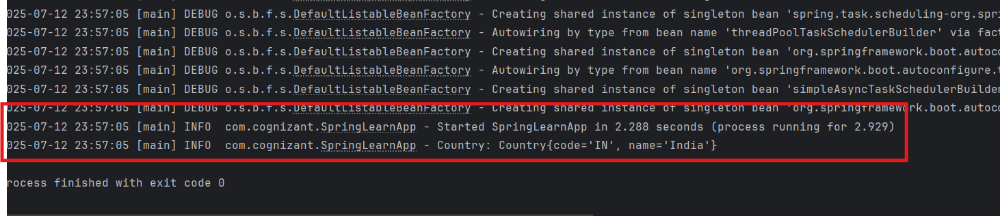 025-07-12 23:57:05 [main] DEBUG o.s.b.f.s.DefaultListableBeanFactory - Creating shared instance of singleton bean 'spring.task.scheduling-org.spri
025-07-12 23:57:05 [main] DEBUG o.s.b.f.s.DefaultListableBeanFactory - Autowiring by type from bean name 'threadPoolTaskSchedulerBuilder' via fact
025-07-12 23:57:05 [main] DEBUG o.s.b.f.s.DefaultListableBeanFactory - Creating shared instance of singleton bean 'org.springframework.boot.autoco
025-07-12 23:57:05 [main] DEBUG o.s.b.f.s.DefaultListableBeanFactory - Autowiring by type from bean name 'org.springframework.boot.autoconfigure.t
025-07-12 23:57:05 [main] DEBUG o.s.b.f.s.DefaultListableBeanFactory - Creating shared instance of singleton bean 'simpleAsyncTaskSchedulerBuilder
025-07-12 23:57:05 [main] DEBUG o.s.b.f.s.DefaultListableBeanFactory - Creating shared instance of singleton bean 'org.springframework.boot.autoco
025-07-12 23:57:05 [main] INFO  com.cognizant.SpringLearnApp - Started SpringLearnApp in 2.288 seconds (process running for 2.929)
025-07-12 23:57:05 [main] INFO  com.cognizant.SpringLearnApp - Country: Country{code='IN', name='India'}
rocess finished with exit code 0